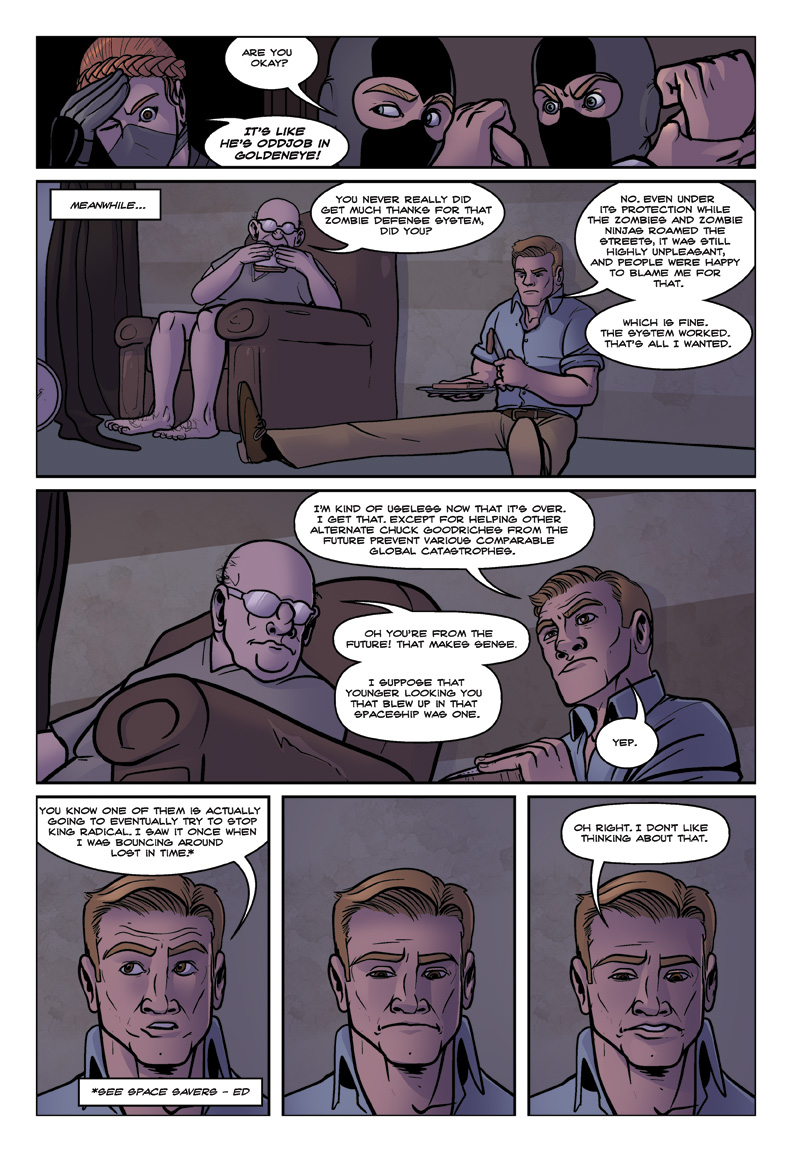 ARE YOU
OKAY?
IT'S LIKE
HE'S ODDJOB IN
GOLDENEYE!
MEANWHILE...
YOU NEVER REALLY DID
GET MUCH THANKS FOR THAT
ZOMBIE DEFENSE SYSTEM,
DID YOU?
NO. EVEN UNDER
ITS PROTECTION WHILE
THE ZOMBIES AND ZOMBIE
NINJAS ROAMED THE
STREETS, IT WAS STILL
HIGHLY UNPLEASANT,
AND PEOPLE WERE HAPPY
TO BLAME ME FOR
THAT.
WHICH IS FINE.
THE SYSTEM WORKED.
THAT'S ALL I WANTED.
I'M KIND OF USELESS NOW THAT IT'S OVER.
I GET THAT. EXCEPT FOR HELPING OTHER
ALTERNATE CHUCK GOODRICHES FROM THE
FUTURE PREVENT VARIOUS COMPARABLE
GLOBAL CATASTROPHES.
OH YOU'RE FROM THE
FUTURE! THAT MAKES SENSE.
I SUPPOSE THAT
YOUNGER LOOKING YOU
THAT BLEW UP IN THAT
SPACESHIP WAS ONE.
YEP.
YOU KNOW ONE OF THEM IS ACTUALLY
GOING TO EVENTUALLY TRY TO STOP
KING RADICAL. I SAW IT ONCE WHEN
I WAS BOUNCING AROUND
LOST IN TIME.*
*SEE SPACE SAVERS - ED
OH RIGHT. I DON'T LIKE
THINKING ABOUT THAT.